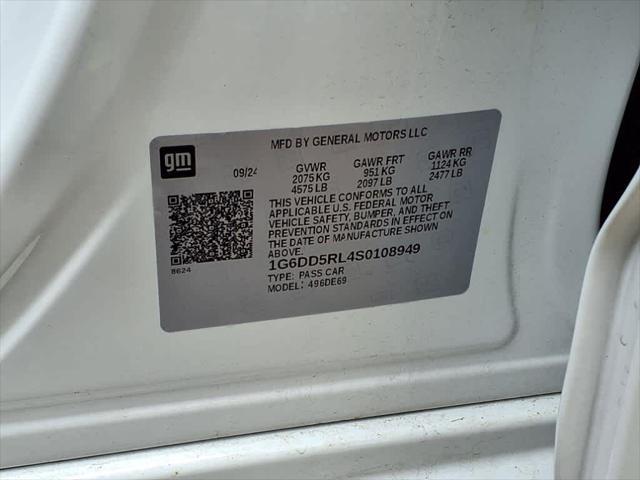 MFD BY GENERAL MOTORS LLC
gm
09/24
GVWR GAWR FRT GAWR RR
2075 KG 951 KG 1124 KG
4575 LB 2097 LB 2477 LB
THIS VEHICLE CONFORMS TO ALL
APPLICABLE U.S. FEDERAL MOTOR
VEHICLE SAFETY, BUMPER, AND THEFT
PREVENTION STANDARDS IN EFFECT ON
THE DATE OF MANUFACTURE SHOWN
ABOVE.
8624
1G6DD5RL4S0108949
TYPE: PASS CAR
MODEL: 496DE69